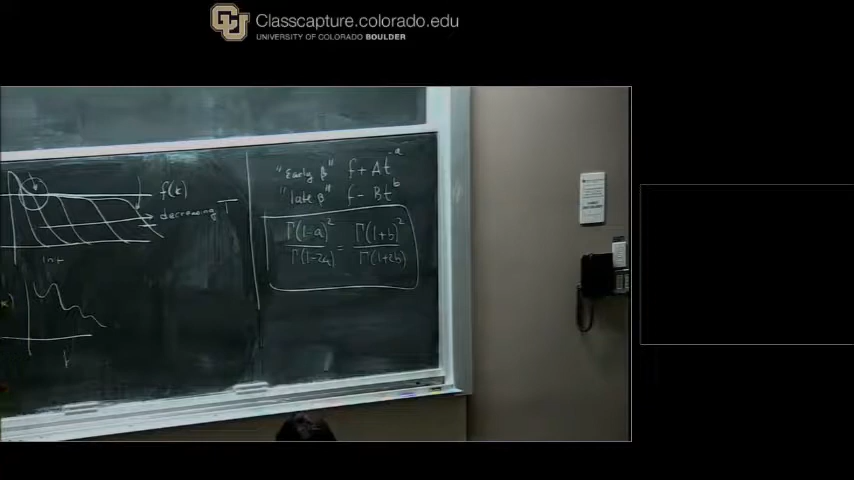 Classcapture.colorado.edu
UNIVERSITY OF COLORADO BOULDER
f(k)
decreasing T
ln t
k
"Early β" f + At^-a
"late β" f - Bt^b
Γ(1-a)^2 / Γ(1-2a) = Γ(1+b)^2 / Γ(1+2b)